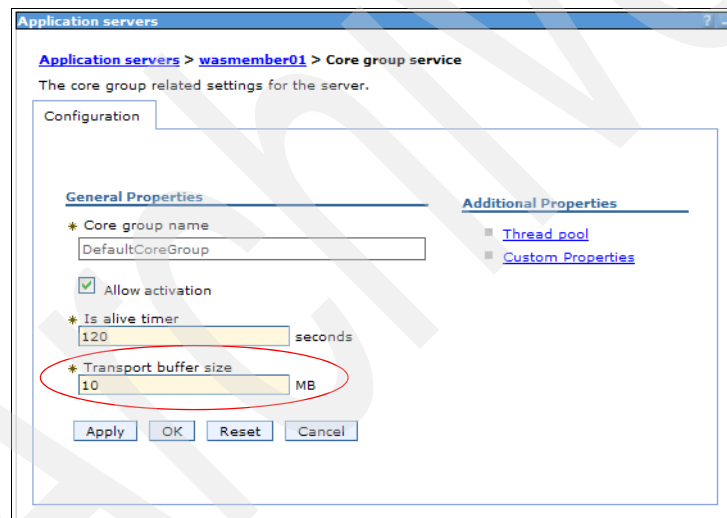 Application servers ? -
Application servers > wasmember01 > Core group service
The core group related settings for the server.
Configuration
General Properties
Core group name
DefaultCoreGroup
Allow activation
Is alive timer
120 seconds
Transport buffer size
10 MB
Apply OK Reset Cancel
Additional Properties
Thread pool
Custom Properties